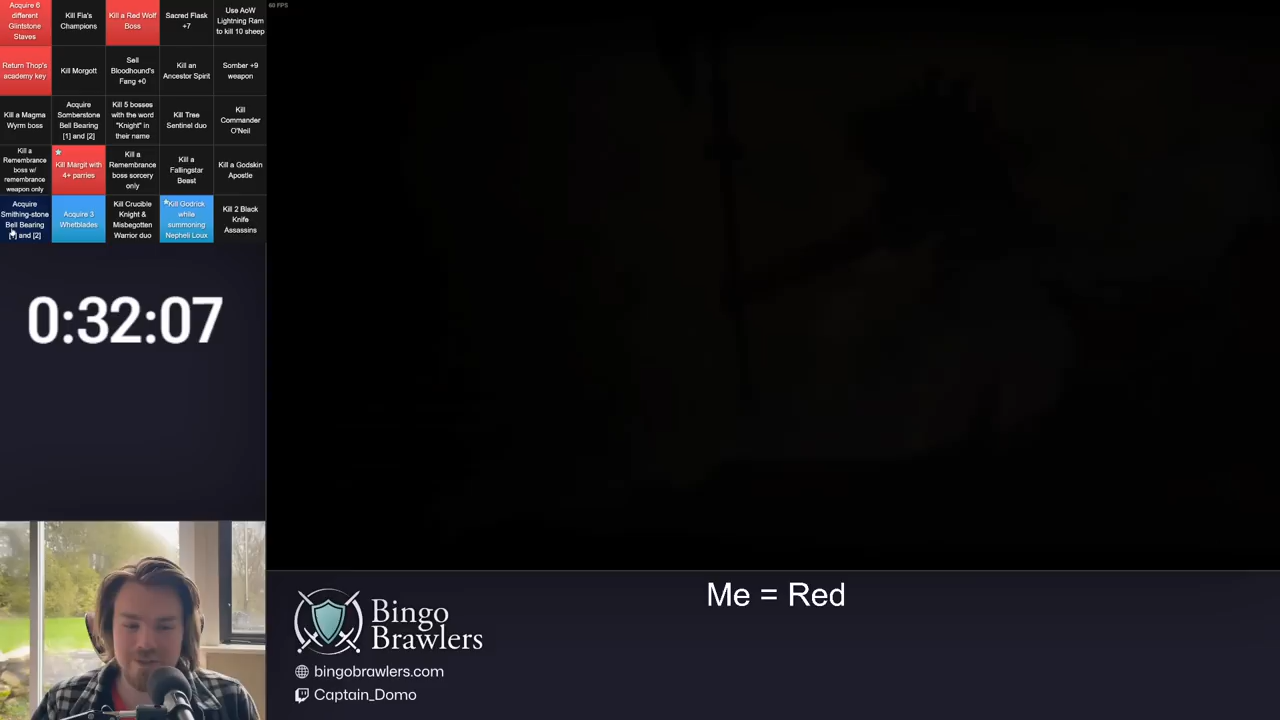 60 FPS
Acquire 6
different
Glintstone
Staves
Kill Fia's
Champions
Kill a Red Wolf
Boss
Sacred Flask
+7
Use AoW
Lightning Ram
to kill 10 sheep
Return Thop's
academy key
Kill Morgott
Sell
Bloodhound's
Fang +0
Kill an
Ancestor Spirit
Somber +9
weapon
Kill a Magma
Wyrm boss
Acquire
Somberstone
Bell Bearing
[1] and [2]
Kill 5 bosses
with the word
"Knight" in
their name
Kill Tree
Sentinel duo
Kill
Commander
O'Neil
Kill a
Remembrance
boss w/
remembrance
weapon only
Kill Margit with
4+ parries
Kill a
Remembrance
boss sorcery
only
Kill a
Fallingstar
Beast
Kill a Godskin
Apostle
Acquire
Smithing-stone
Bell Bearing
[1] and [2]
Acquire 3
Whetblades
Kill Crucible
Knight &
Misbegotten
Warrior duo
Kill Godrick
while
summoning
Nepheli Loux
Kill 2 Black
Knife
Assassins
0:32:07
Me = Red
Bingo
Brawlers
bingobrawlers.com
Captain_Domo